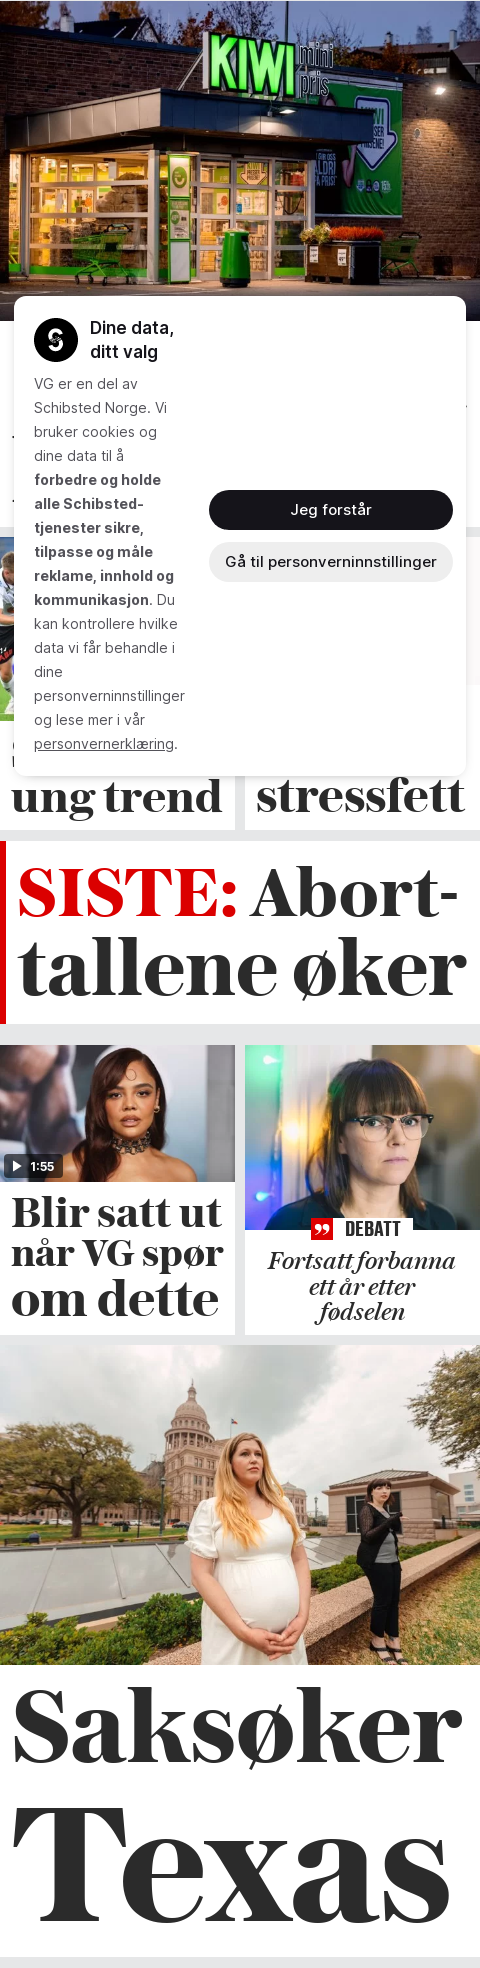 KIWI mini
pris
Dine data,
ditt valg
VG er en del av
Schibsted Norge. Vi
bruker cookies og
dine data til å
forbedre og holde
alle Schibsted-
tjenester sikre,
tilpasse og måle
reklame, innhold og
kommunikasjon. Du
kan kontrollere hvilke
data vi får behandle i
dine
personverninnstillinger
og lese mer i vår
personvernerklæring.
Jeg forstår
Gå til personverninnstillinger
ung trend
stressfett
SISTE: Abort-
tallene øker
1:55
Blir satt ut
når VG spør
om dette
DEBATT
Fortsatt forbanna
ett år etter
fødselen
Saksøker
Texas